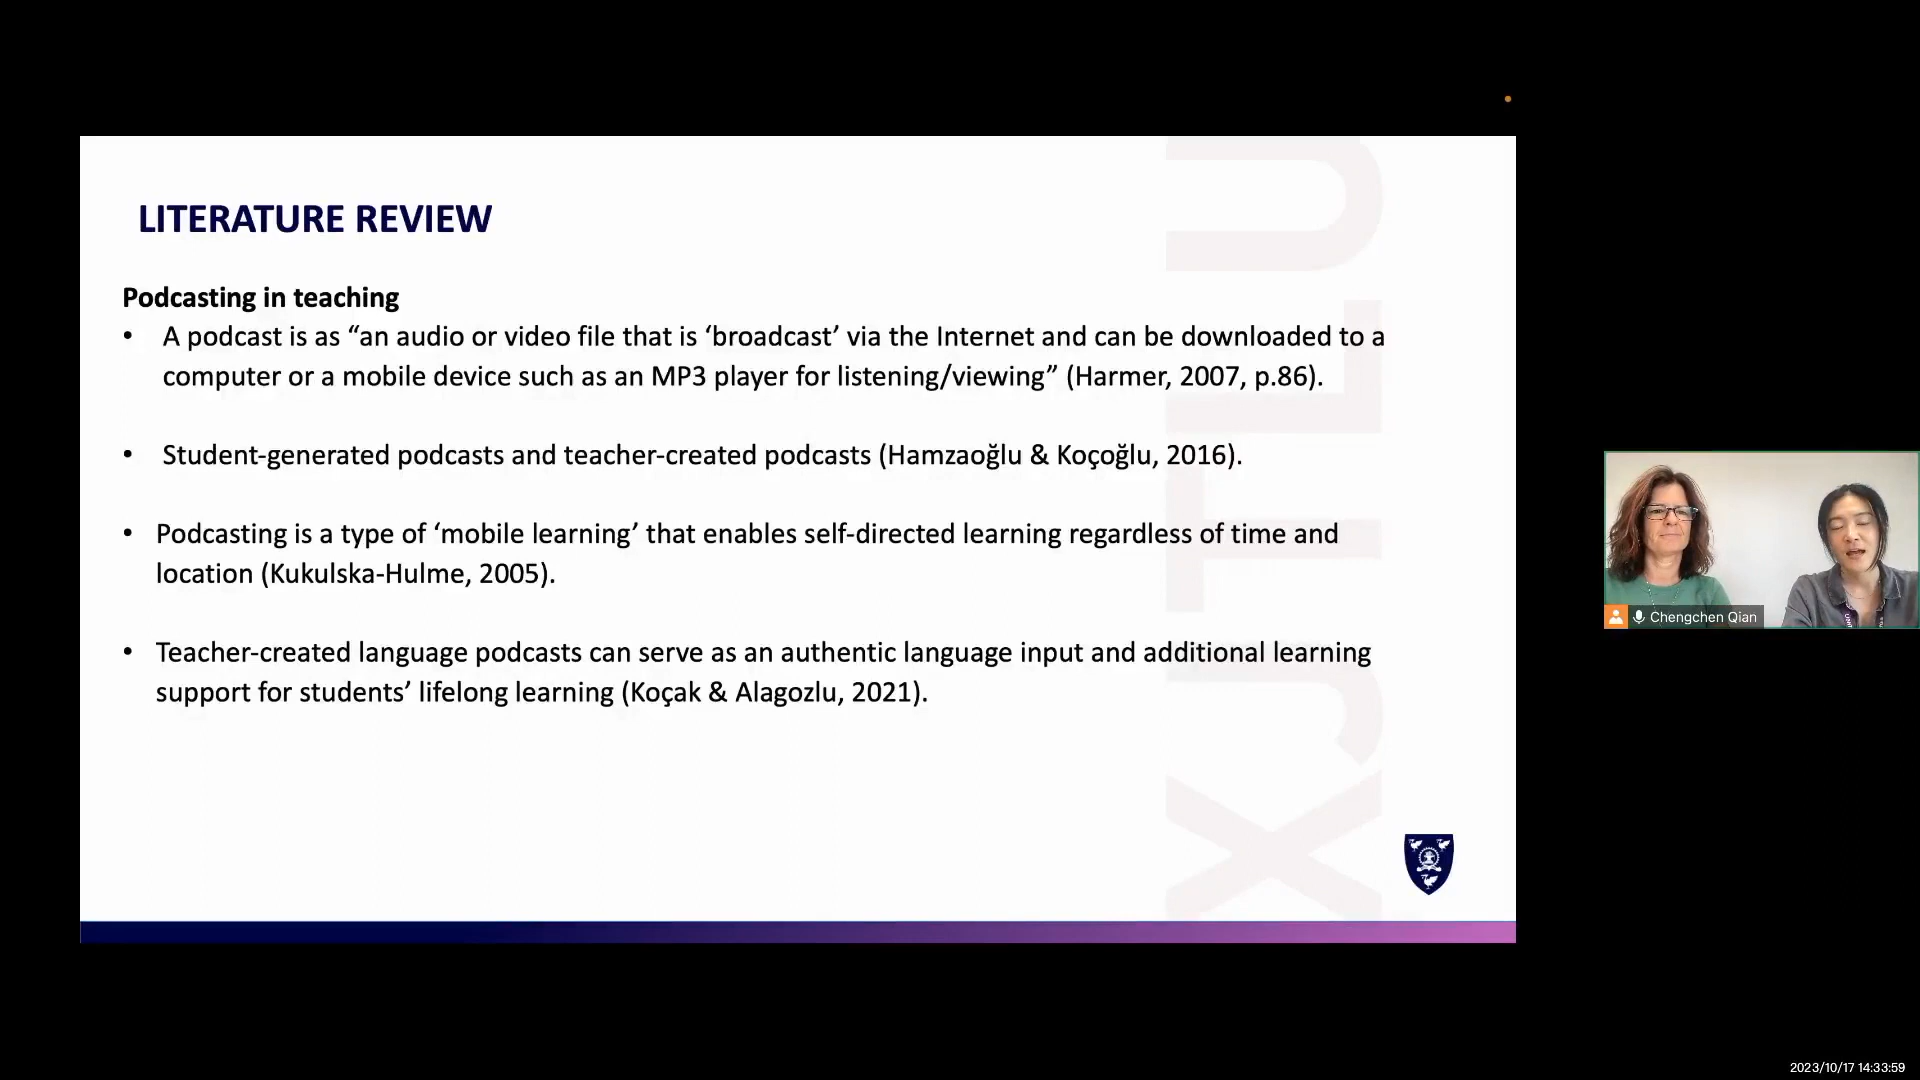 LITERATURE REVIEW
Podcasting in teaching
• A podcast is as “an audio or video file that is ‘broadcast’ via the Internet and can be downloaded to a
computer or a mobile device such as an MP3 player for listening/viewing” (Harmer, 2007, p.86).
• Student-generated podcasts and teacher-created podcasts (Hamzaoğlu & Koçoğlu, 2016).
• Podcasting is a type of ‘mobile learning’ that enables self-directed learning regardless of time and
location (Kukulska-Hulme, 2005).
• Teacher-created language podcasts can serve as an authentic language input and additional learning
support for students’ lifelong learning (Koçak & Alagozlu, 2021).
XJTLU
Chengchen Qian
2023/10/17 14:33:59